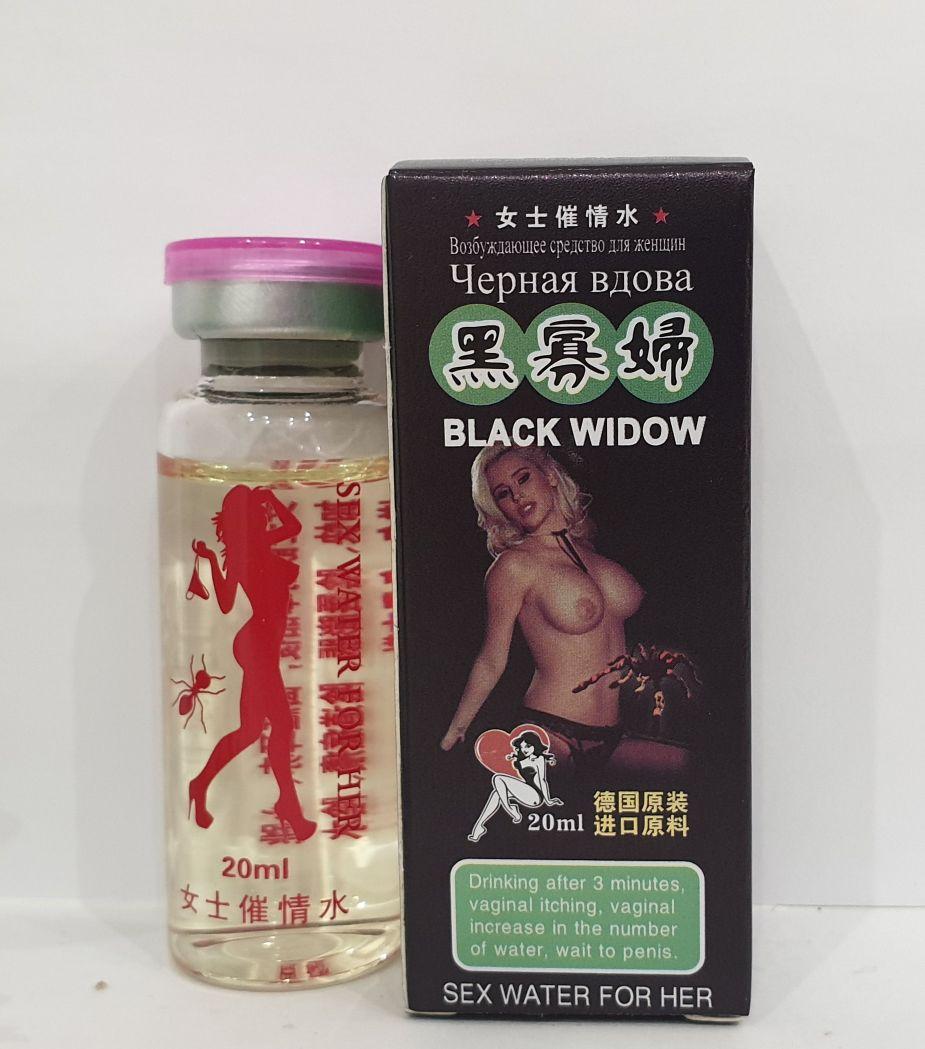 女士催情水
Возбуждающее средство для женщин
Черная вдова
黑寡婦
BLACK WIDOW
20ml
德国原装
进口原料
Drinking after 3 minutes,
vaginal itching, vaginal
increase in the number
of water, wait to penis.
SEX WATER FOR HER
SEX WATER FOR HER
20ml
女士催情水